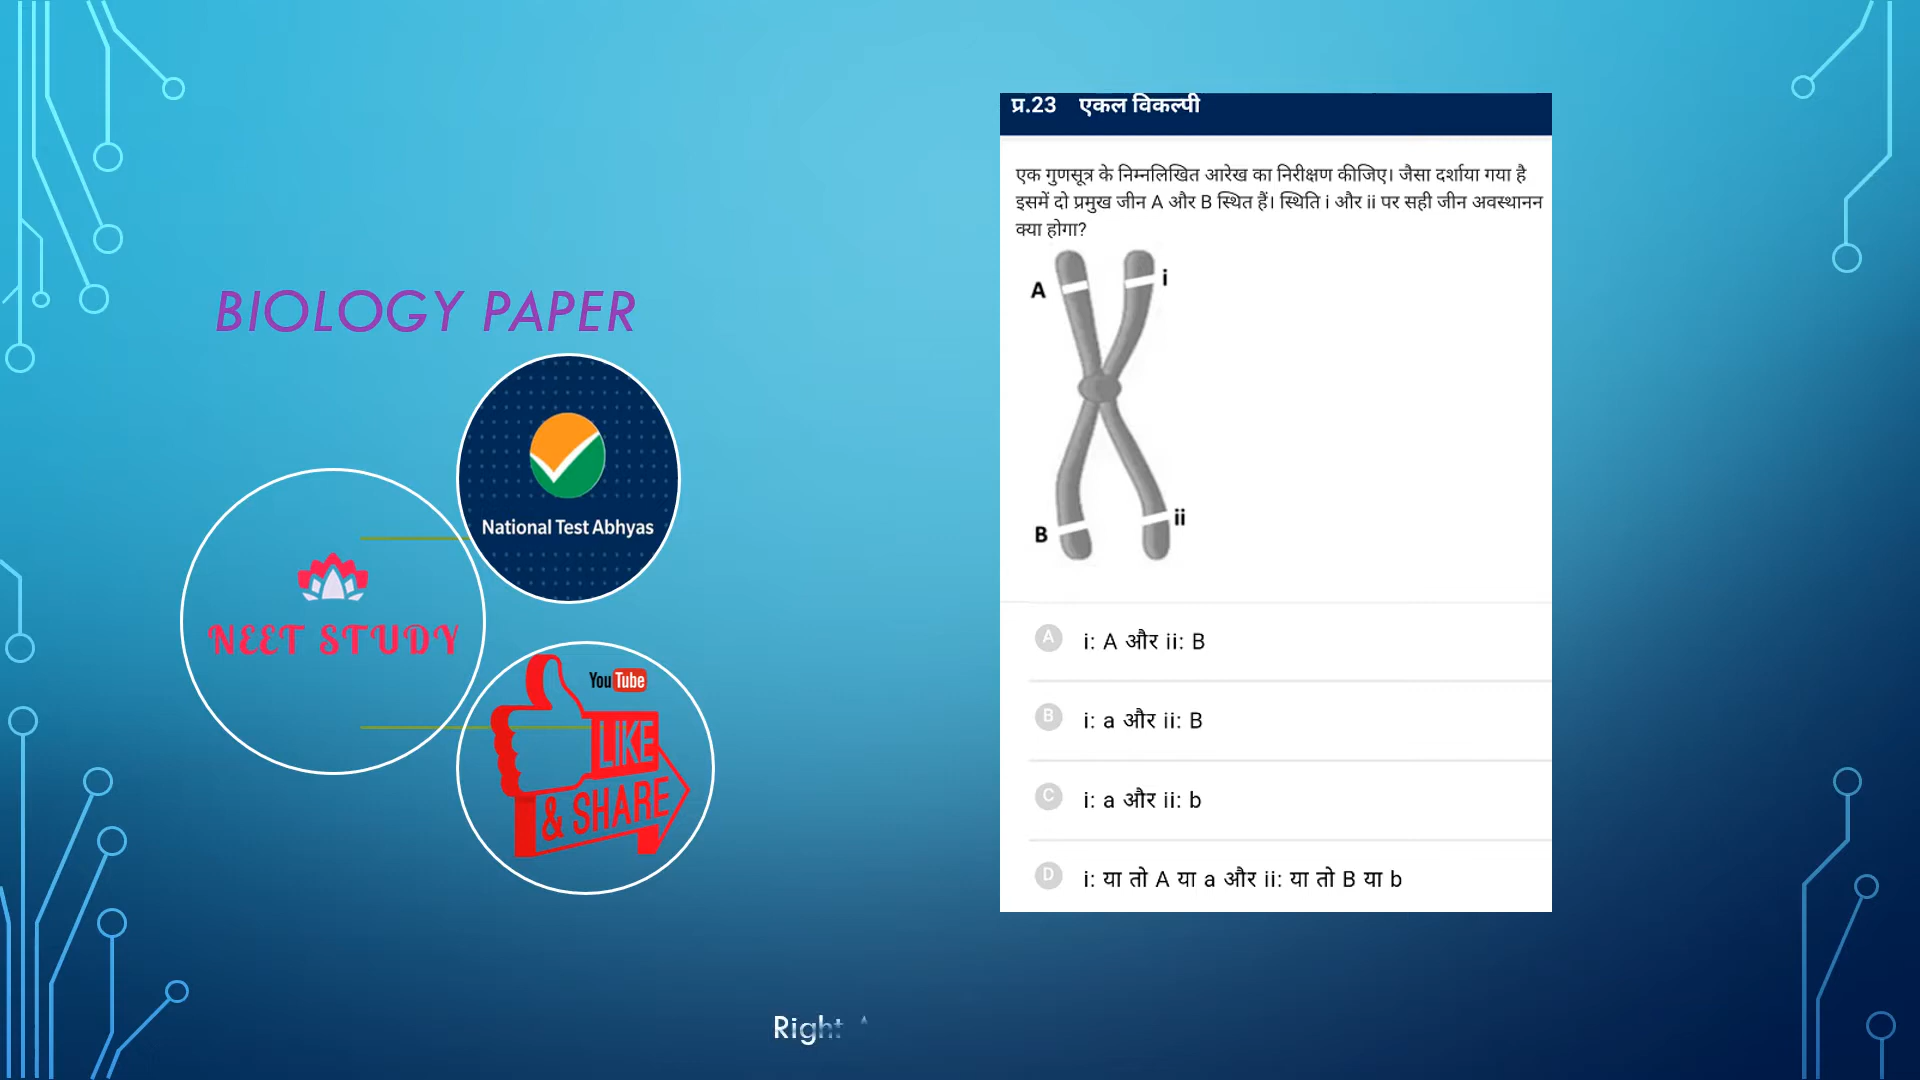 BIOLOGY PAPER
National Test Abhyas
NEET STUDY
YouTube
LIKE
& SHARE
प्र.23 एकल विकल्पी
एक गुणसूत्र के निम्नलिखित आरेख का निरीक्षण कीजिए। जैसा दर्शाया गया है
इसमें दो प्रमुख जीन A और B स्थित हैं। स्थिति i और ii पर सही जीन अवस्थानन
क्या होगा?
A i
B ii
A i: A और ii: B
B i: a और ii: B
C i: a और ii: b
D i: या तो A या a और ii: या तो B या b
Right